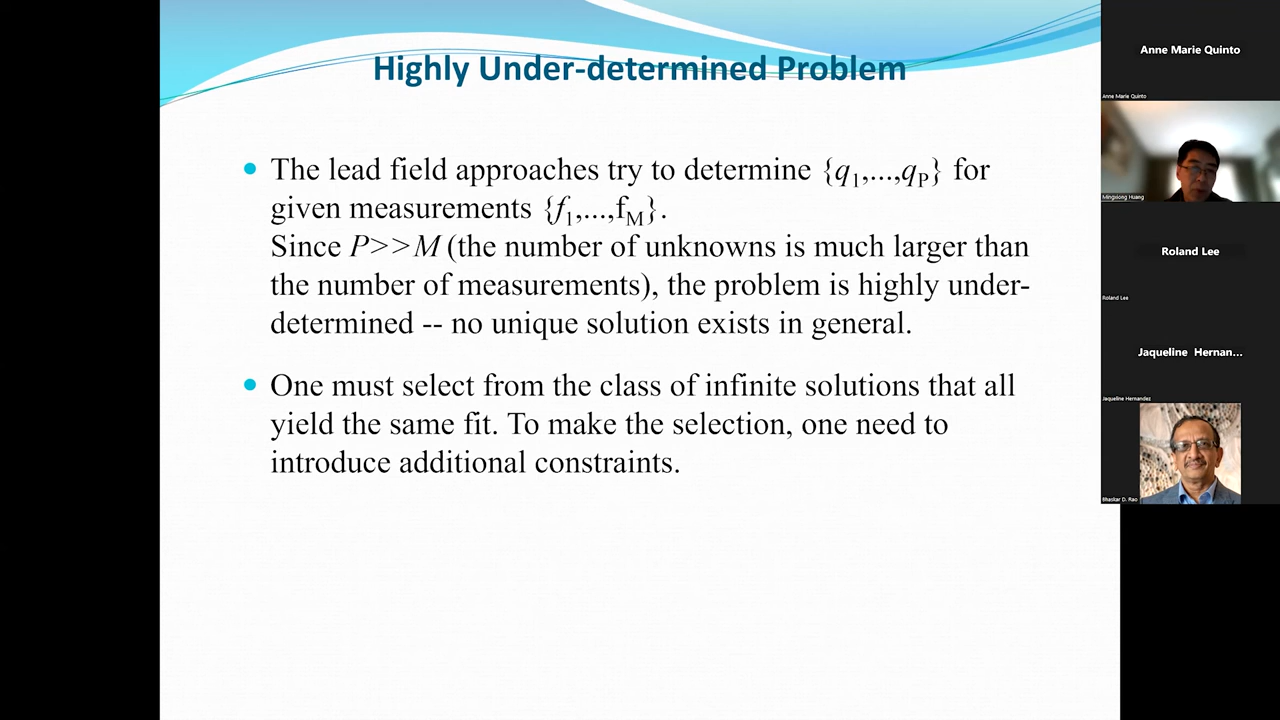 Highly Under-determined Problem
• The lead field approaches try to determine {q1,...,qP} for
given measurements {f1,...,fM}.
Since P>>M (the number of unknowns is much larger than
the number of measurements), the problem is highly under-
determined -- no unique solution exists in general.
• One must select from the class of infinite solutions that all
yield the same fit. To make the selection, one need to
introduce additional constraints.
Anne Marie Quinto
Anne Marie Quinto
Mingxiong Huang
Roland Lee
Roland Lee
Jaqueline Hernan...
Jaqueline Hernandez
Bhaskar D. Rao